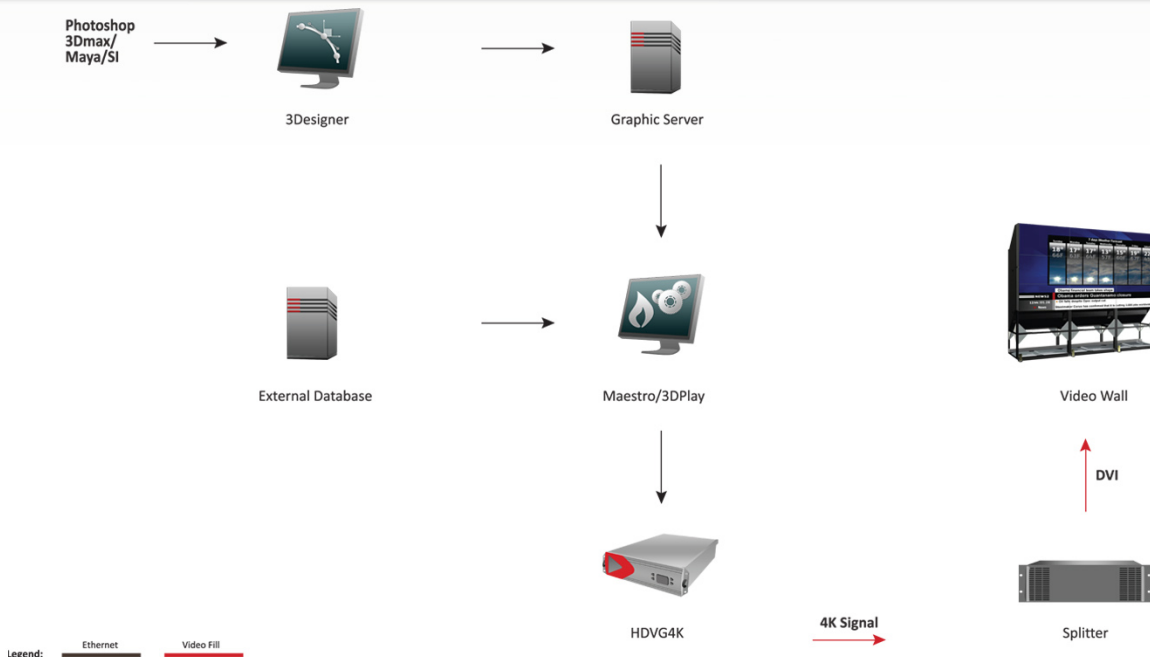 Photoshop
3Dmax/
Maya/SI
3Designer
Graphic Server
External Database
Maestro/3DPlay
Video Wall
DVI
HDVG4K
4K Signal
Splitter
Legend:
Ethernet
Video Fill